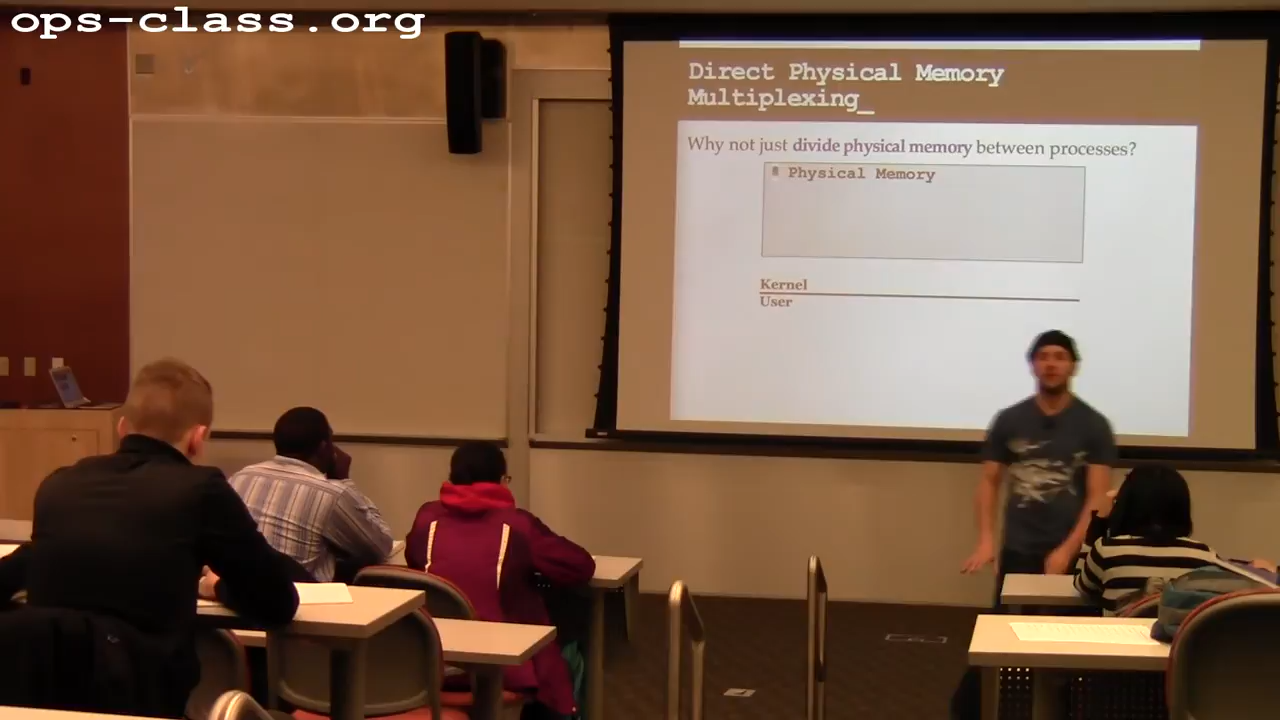 ops-class.org
Direct Physical Memory
Multiplexing_
Why not just divide physical memory between processes?
Physical Memory
Kernel
User